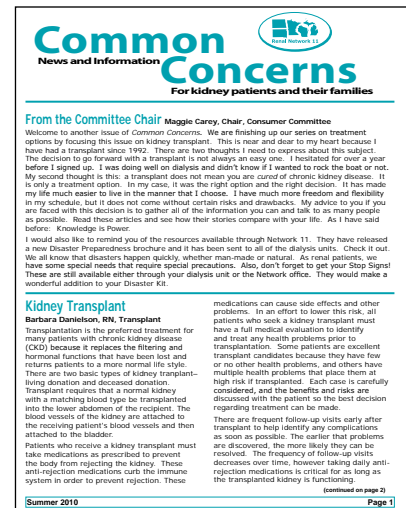 Common
Renal Network 11
News and Information
Concerns
For kidney patients and their families
From the Committee Chair Maggie Carey, Chair, Consumer Committee
Welcome to another issue of Common Concerns. We are finishing up our series on treatment
options by focusing this issue on kidney transplant. This is near and dear to my heart because I
have had a transplant since 1992. There are two thoughts I need to express about this subject.
The decision to go forward with a transplant is not always an easy one. I hesitated for over a year
before I signed up. I was doing well on dialysis and didn't know if I wanted to rock the boat or not.
My second thought is this: a transplant does not mean you are cured of chronic kidney disease. It
is only a treatment option. In my case, it was the right option and the right decision. It has made
my life much easier to live in the manner that I choose. I have much more freedom and flexibility
in my schedule, but it does not come without certain risks and drawbacks. My advice to you if you
are faced with this decision is to gather all of the information you can and talk to as many people
as possible. Read these articles and see how their stories compare with your life. As I have said
before: Knowledge is Power.
I would also like to remind you of the resources available through Network 11. They have released
a new Disaster Preparedness brochure and it has been sent to all of the dialysis units. Check it out.
We all know that disasters happen quickly, whether man-made or natural. As renal patients, we
have some special needs that require special precautions. Also, don't forget to get your Stop Signs!
These are still available either through your dialysis unit or the Network office. They would make a
wonderful addition to your Disaster Kit.
Kidney Transplant
Barbara Danielson, RN, Transplant
Transplantation is the preferred treatment for
many patients with chronic kidney disease
(CKD) because it replaces the filtering and
hormonal functions that have been lost and
returns patients to a more normal life style.
There are two basic types of kidney transplant–
living donation and deceased donation.
Transplant requires that a normal kidney
with a matching blood type be transplanted
into the lower abdomen of the recipient. The
blood vessels of the kidney are attached to
the receiving patient's blood vessels and then
attached to the bladder.
Patients who receive a kidney transplant must
take medications as prescribed to prevent
the body from rejecting the kidney. These
anti-rejection medications curb the immune
system in order to prevent rejection. These
medications can cause side effects and other
problems. In an effort to lower this risk, all
patients who seek a kidney transplant must
have a full medical evaluation to identify
and treat any health problems prior to
transplantation. Some patients are excellent
transplant candidates because they have few
or no other health problems, and others have
multiple health problems that place them at
high risk if transplanted. Each case is carefully
considered, and the benefits and risks are
discussed with the patient so the best decision
regarding treatment can be made.
There are frequent follow-up visits early after
transplant to help identify any complications
as soon as possible. The earlier that problems
are discovered, the more likely they can be
resolved. The frequency of follow-up visits
decreases over time, however taking daily anti-
rejection medications is critical for as long as
the transplanted kidney is functioning.
(continued on page 2)
Summer 2010
Page 1